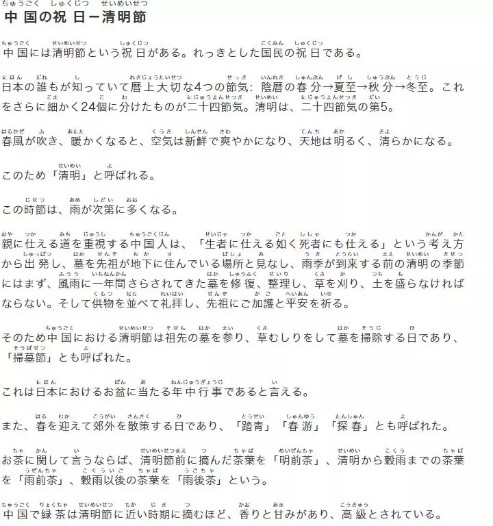 中国の祝日－清明節
中国には清明節という祝日がある。れっきとした国民の祝日である。
日本の誰もが知っていて暦上大切な4つの節気：陰暦の春分→夏至→秋分→冬至。これ
をさらに細かく24個に分けたものが二十四節気。清明は、二十四節気の第5。
春風が吹き、暖かくなると、空気は新鮮で爽やかになり、天地は明るく、清らかになる。
このため「清明」と呼ばれる。
この時節は、雨が次第に多くなる。
親に仕える道を重視する中国人は、「生者に仕える如く死者にも仕える」という考え方
から出発し、墓を先祖が地下に住んでいる場所と見なし、雨季が到来する前の清明の季節
にはまず、風雨に一年間さらされてきた墓を修復、整理し、草を刈り、土を盛らなければ
ならない。そして供物を並べて礼拝し、先祖にご加護と平安を祈る。
そのため中国における清明節は祖先の墓を参り、草むしりをして墓を掃除する日であり、
「掃墓節」とも呼ばれた。
これは日本におけるお盆に当たる年中行事であると言える。
また、春を迎えて郊外を散策する日であり、「踏青」「春游」「探春」とも呼ばれた。
お茶に関して言うならば、清明節前に摘んだ茶葉を「明前茶」、清明から穀雨までの茶葉
を「雨前茶」、穀雨以後の茶葉を「雨後茶」という。
中国で緑茶は清明節に近い時期に摘むほど、香りと甘みがあり、高級とされている。